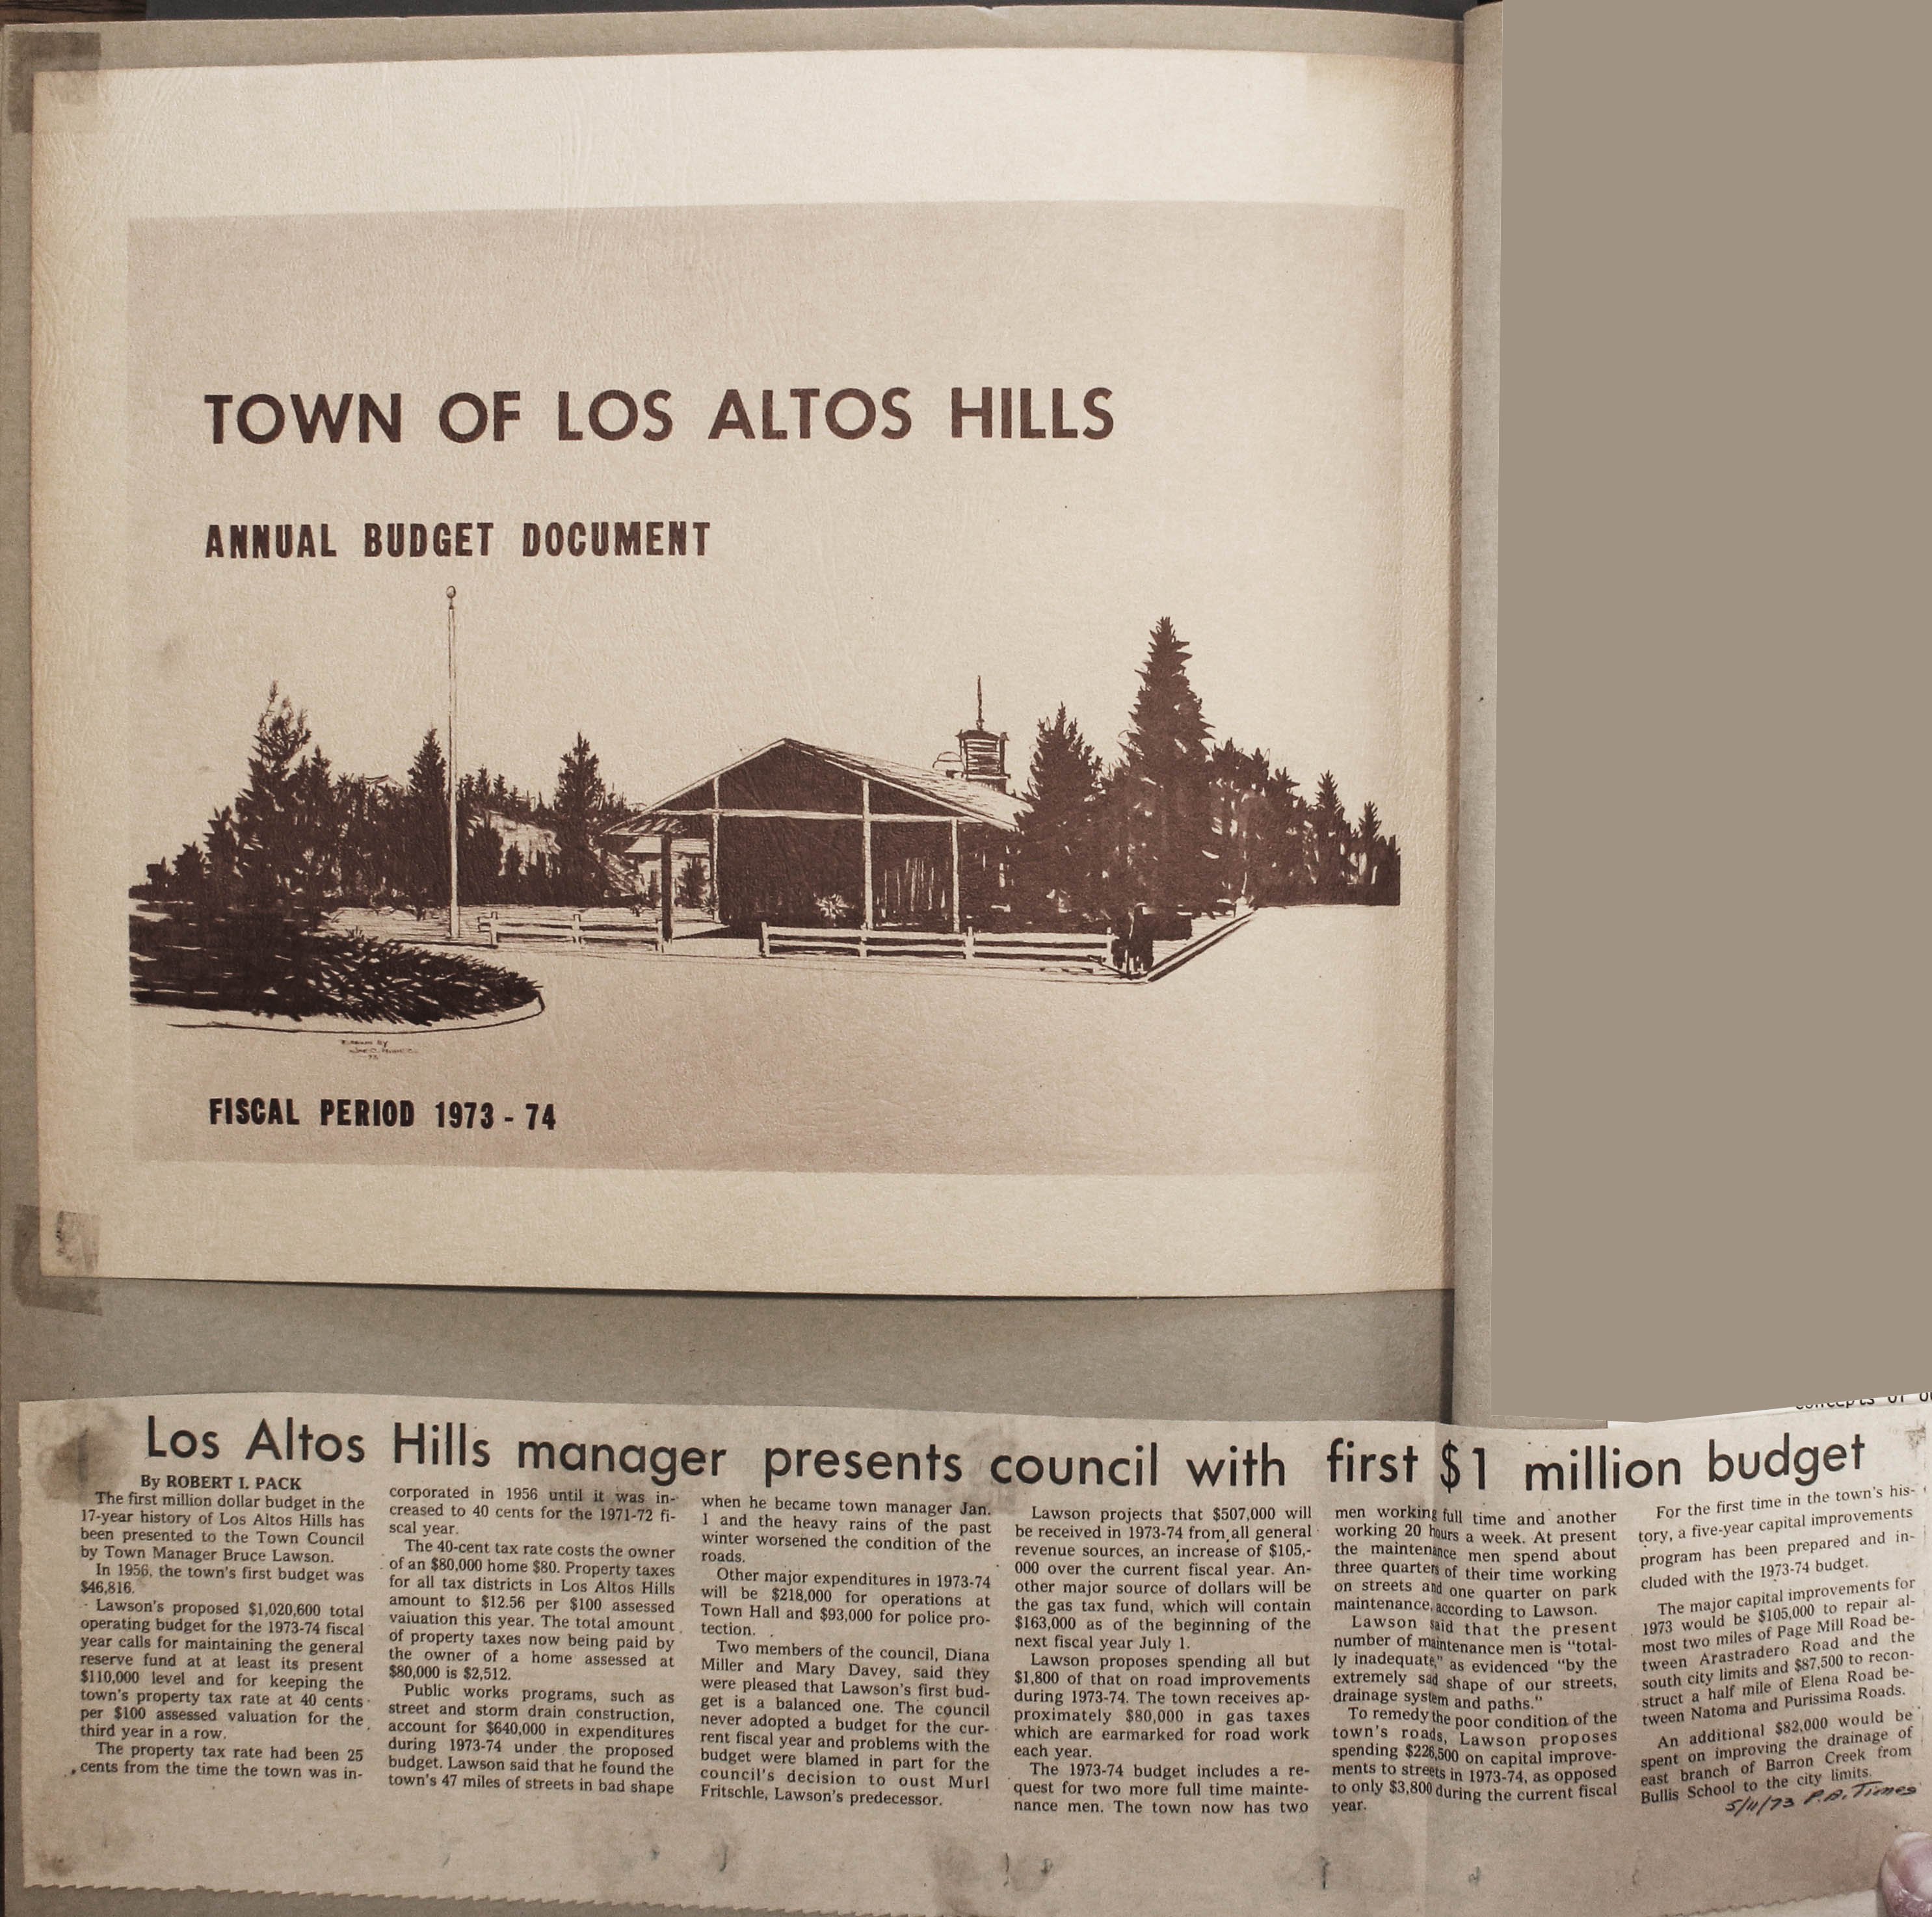 TOWN OF LOS ALTOS HILLS
ANNUAL BUDGET DOCUMENT
FISCAL PERIOD 1973 - 74
Los Altos Hills manager presents council with first $1 million budget
By ROBERT I. PACK
The first million dollar budget in the
17-year history of Los Altos Hills has
been presented to the Town Council
by Town Manager Bruce Lawson.
In 1956, the town's first budget was
$46,816.
Lawson's proposed $1,020,600 total
operating budget for the 1973-74 fiscal
year calls for maintaining the general
reserve fund at at least its present
$110,000 level and for keeping the
town's property tax rate at 40 cents
per $100 assessed valuation for the
third year in a row.
The property tax rate had been 25
cents from the time the town was in-
corporated in 1956 until it was in-
creased to 40 cents for the 1971-72 fi-
scal year.
The 40-cent tax rate costs the owner
of an $80,000 home $80. Property taxes
for all tax districts in Los Altos Hills
amount to $12.56 per $100 assessed
vaiuation this year. The total amount
of property taxes now being paid by
the owner of a home assessed at
$80,000 is $2,512.
Public works programs, such as
street and storm drain construction,
account for $640,000 in expenditures
during 1973-74 under the proposed
budget. Lawson said that he found the
town's 47 miles of streets in bad shape
when he became town manager Jan.
1 and the heavy rains of the past
winter worsened the condition of the
roads.
Other major expenditures in 1973-74
will be $218,000 for operations at
Town Hall and $93,000 for police pro-
tection.
Two members of the council, Diana
Miller and Mary Davey, said they
were pleased that Lawson's first bud-
get is a balanced one. The council
never adopted a budget for the cur-
rent fiscal year and problems with the
budget were blamed in part for the
council's decision to oust Murl
Fritschle, Lawson's predecessor.
Lawson projects that $507,000 will
be received in 1973-74 from all general
revenue sources, an increase of $105,-
000 over the current fiscal year. An-
other major source of dollars will be
the gas tax fund, which will contain
$163,000 as of the beginning of the
next fiscal year July 1.
Lawson proposes spending all but
$1,800 of that on road improvements
during 1973-74. The town receives ap-
proximately $80,000 in gas taxes
which are earmarked for road work
each year.
The 1973-74 budget includes a re-
quest for two more full time mainte-
nance men. The town now has two
men working full time and another
working 20 hours a week. At present
the maintenance men spend about
three quarters of their time working
on streets and one quarter on park
maintenance, according to Lawson.
Lawson said that the present
number of maintenance men is "total-
ly inadequate," as evidenced "by the
extremely sad shape of our streets,
drainage system and paths."
To remedy the poor condition of the
town's roads, Lawson proposes
spending $226,500 on capital improve-
ments to streets in 1973-74, as opposed
to only $3,800 during the current fiscal
year.
For the first time in the town's his-
tory, a five-year capital improvements
program has been prepared and in-
cluded with the 1973-74 budget.
The major capital improvements for
1973 would be $105,000 to repair al-
most two miles of Page Mill Road be-
tween Arastradero Road and the
south city limits and $87,500 to recon-
struct a half mile of Elena Road be-
tween Natoma and Purissima Roads.
An additional $82,000 would be
spent on improving the drainage of
east branch of Barron Creek from
Bullis School to the city limits.
5/11/73 P.A. Times